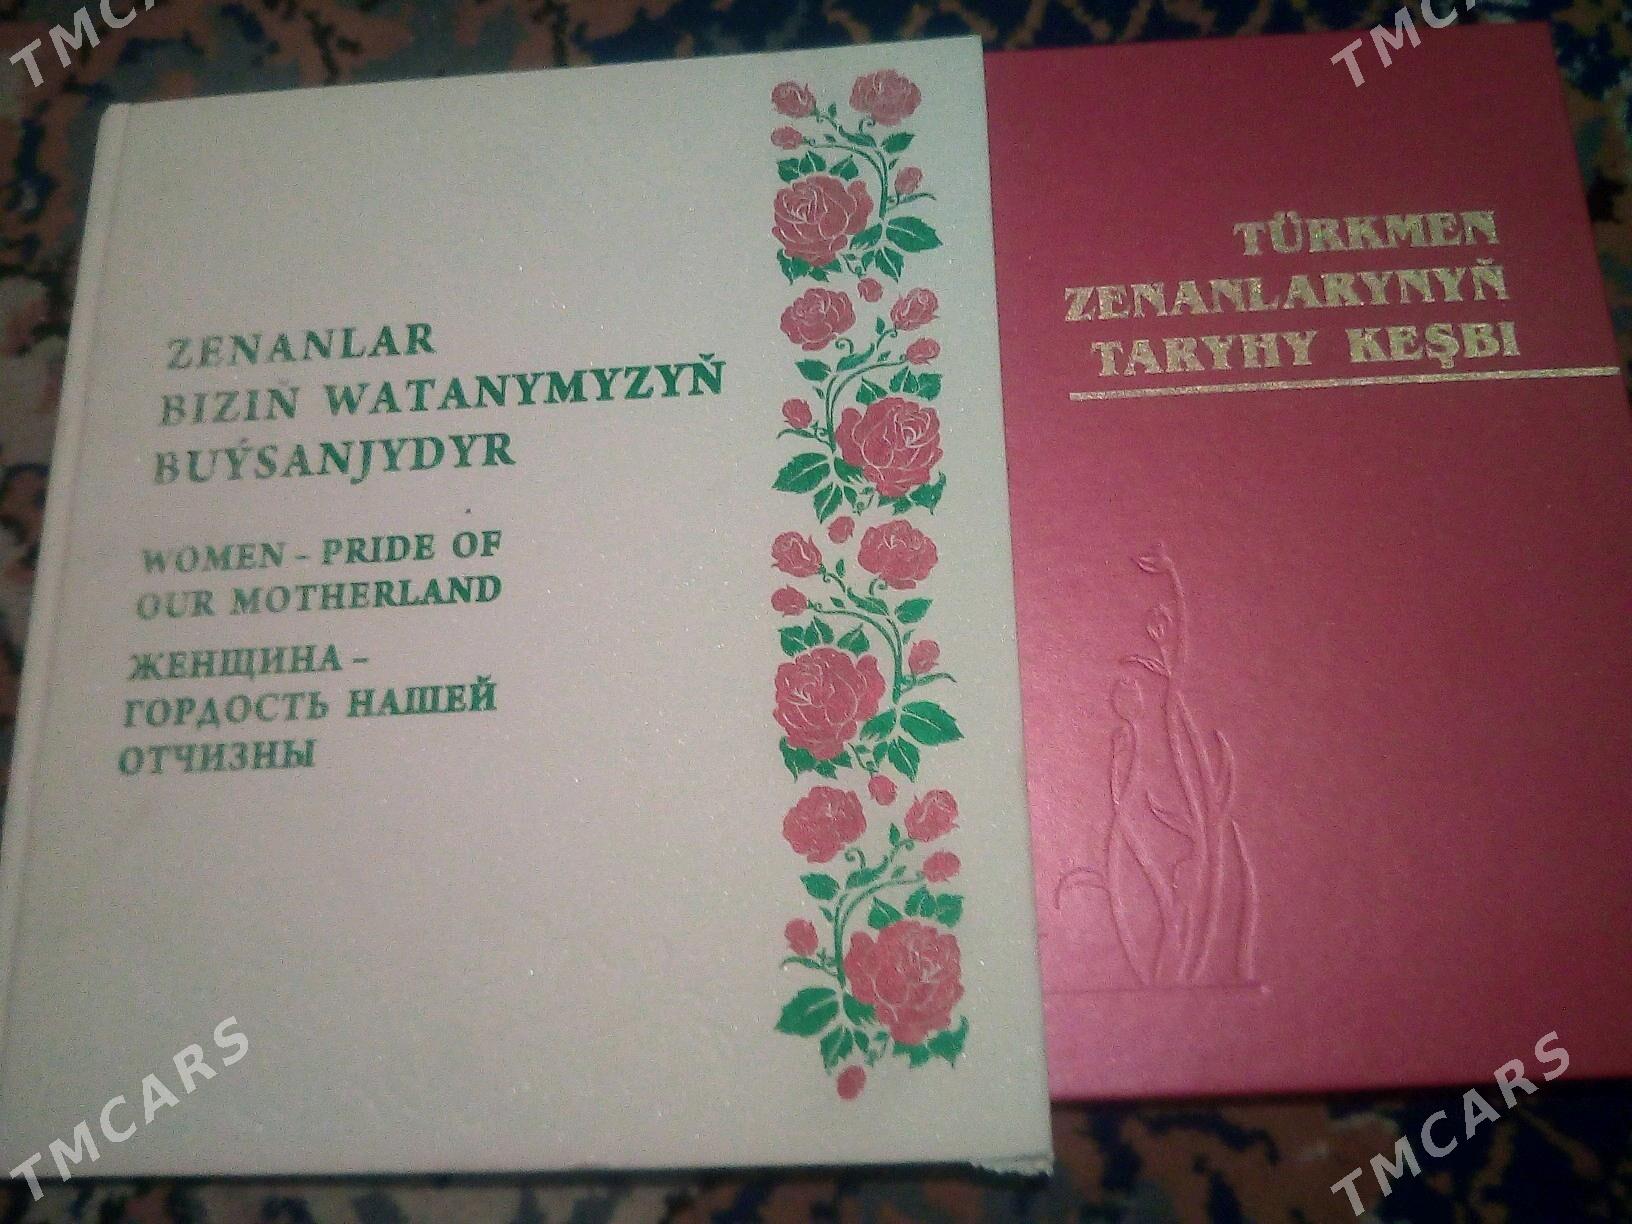 TMCARS
TMCARS
ZENANLAR
BIZIŇ WATANYMYZYŇ
BUÝSANJYDYR
WOMEN – PRIDE OF
OUR MOTHERLAND
ЖЕНЩИНА –
ГОРДОСТЬ НАШЕЙ
ОТЧИЗНЫ
TÜRKMEN
ZENANLARYNYŇ
TARYHY KEŞBI
TMCARS
TMCARS